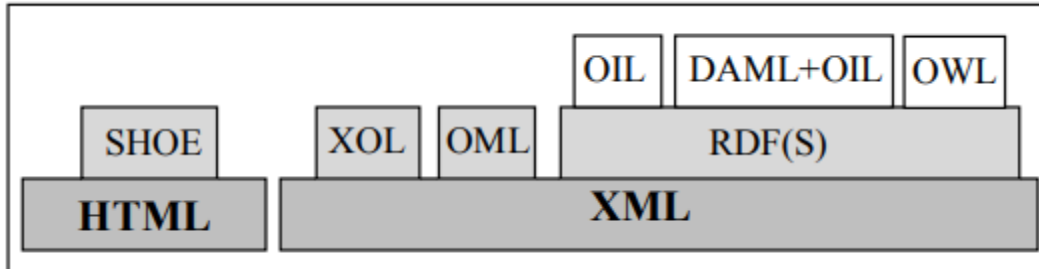 OIL DAML+OIL OWL
SHOE XOL OML RDF(S)
HTML XML